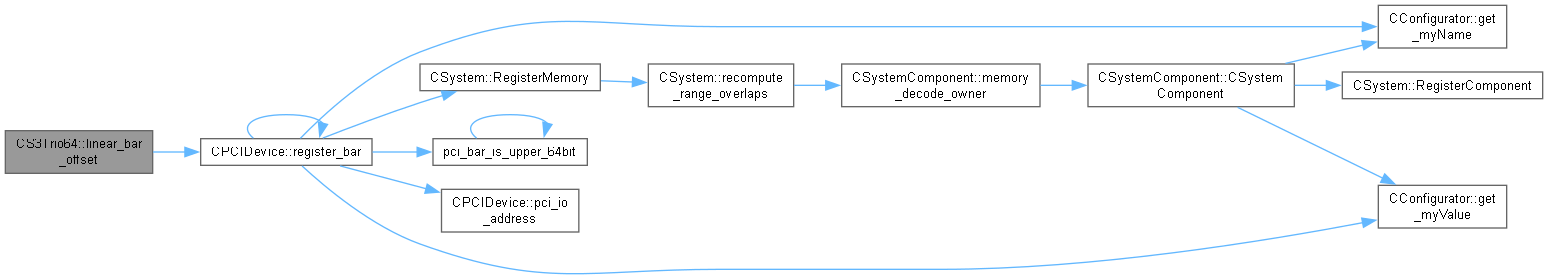 CS3Trio64::linear_bar
_offset
CPCIDevice::register_bar
CSystem::RegisterMemory
pci_bar_is_upper_64bit
CPCIDevice::pci_io
_address
CSystem::recompute
_range_overlaps
CSystemComponent::memory
_decode_owner
CSystemComponent::CSystem
Component
CConfigurator::get
_myName
CSystem::RegisterComponent
CConfigurator::get
_myValue